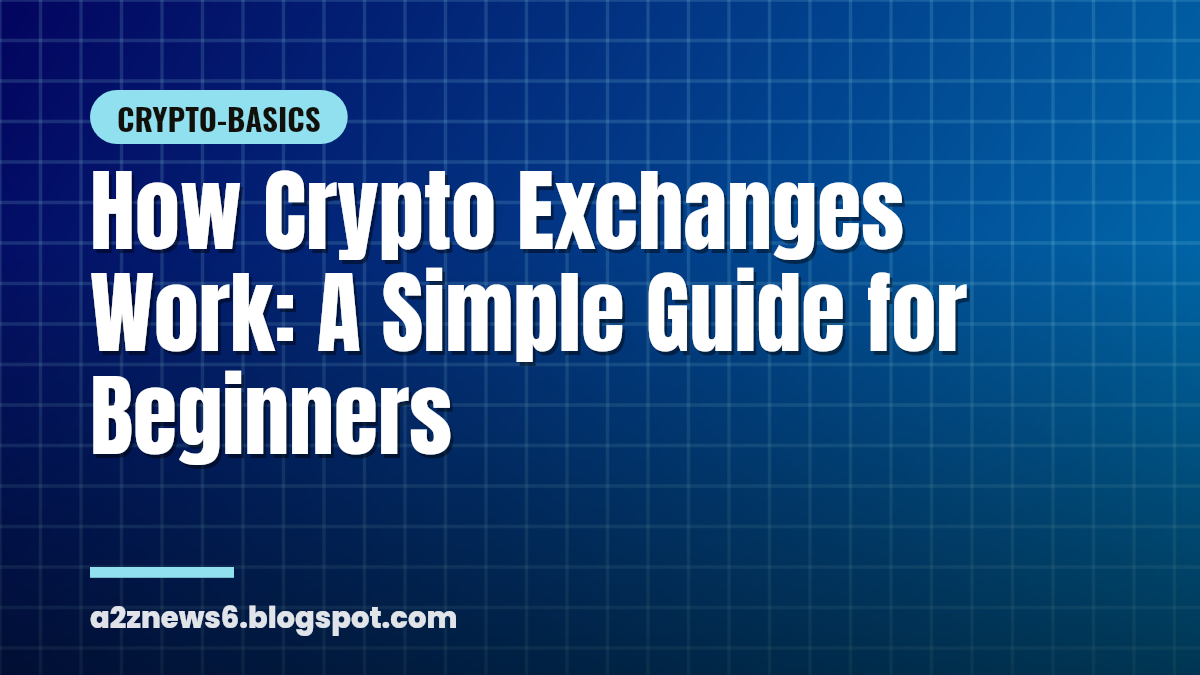 CRYPTO-BASICS
How Crypto Exchanges
Work: A Simple Guide for
Beginners
a2znews6.blogspot.com